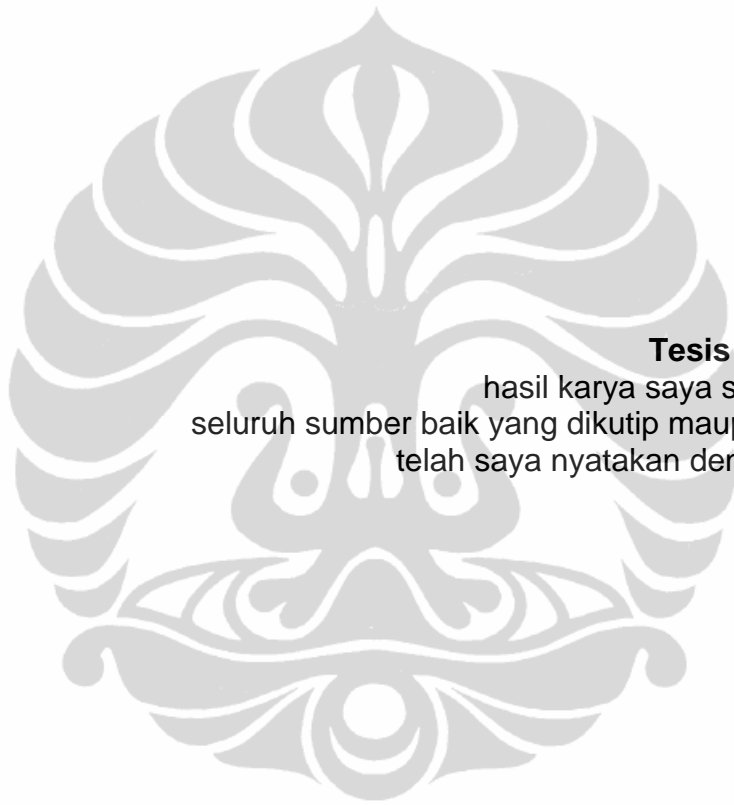 Tesis
hasil karya saya s
seluruh sumber baik yang dikutip maup
telah saya nyatakan den